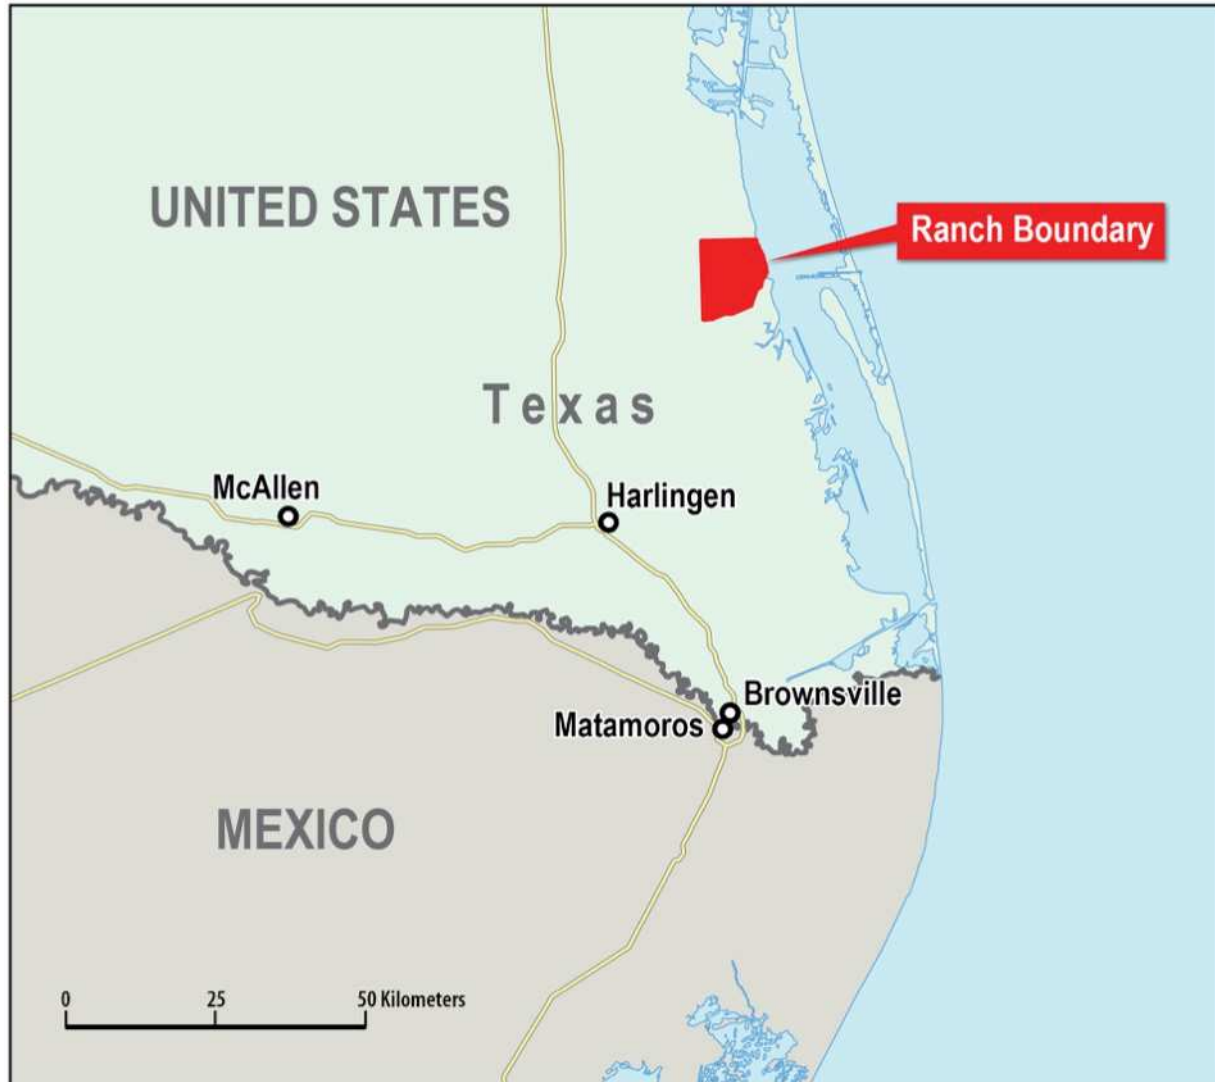 UNITED STATES
Ranch Boundary
Texas
McAllen
Harlingen
Brownsville
Matamoros
MEXICO
0 25 50 Kilometers